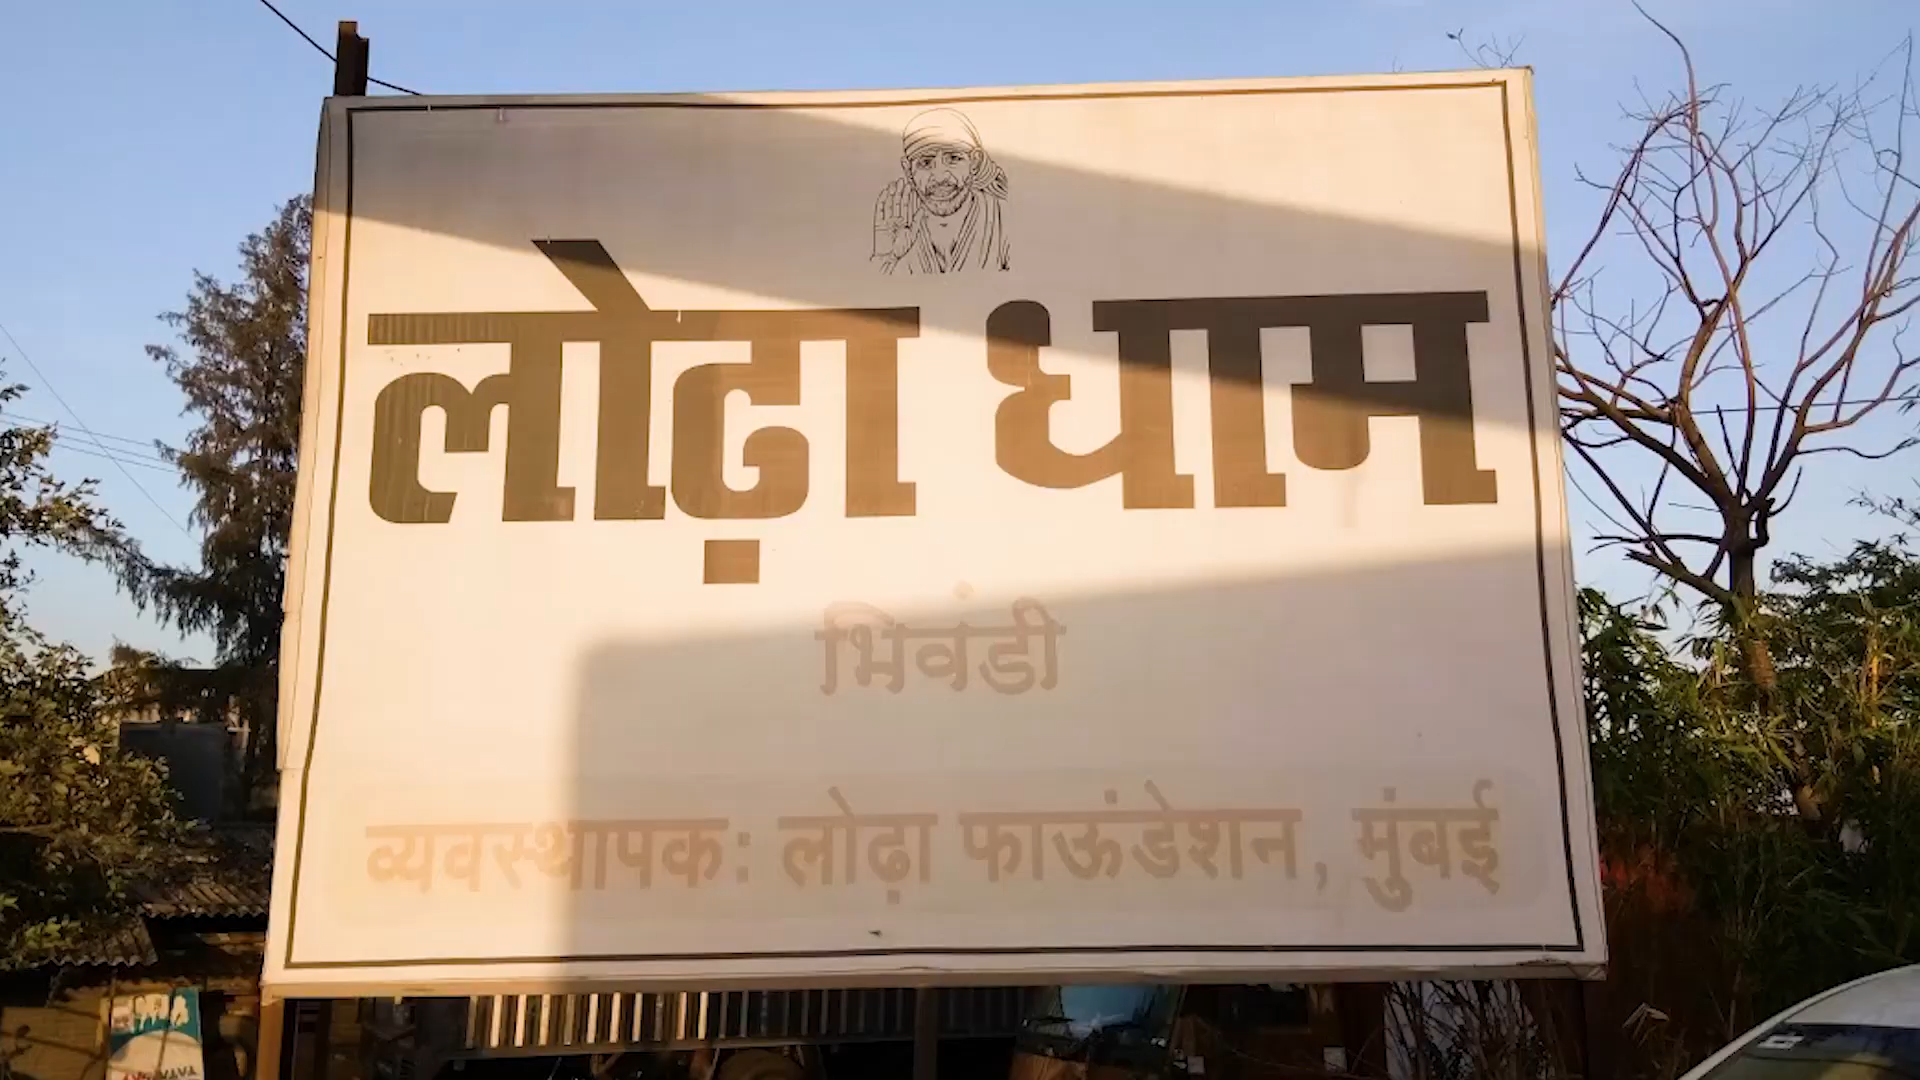 लोढ़ा धाम
भिवंडी
व्यवस्थापक: लोढ़ा फाऊंडेशन, मुंबई